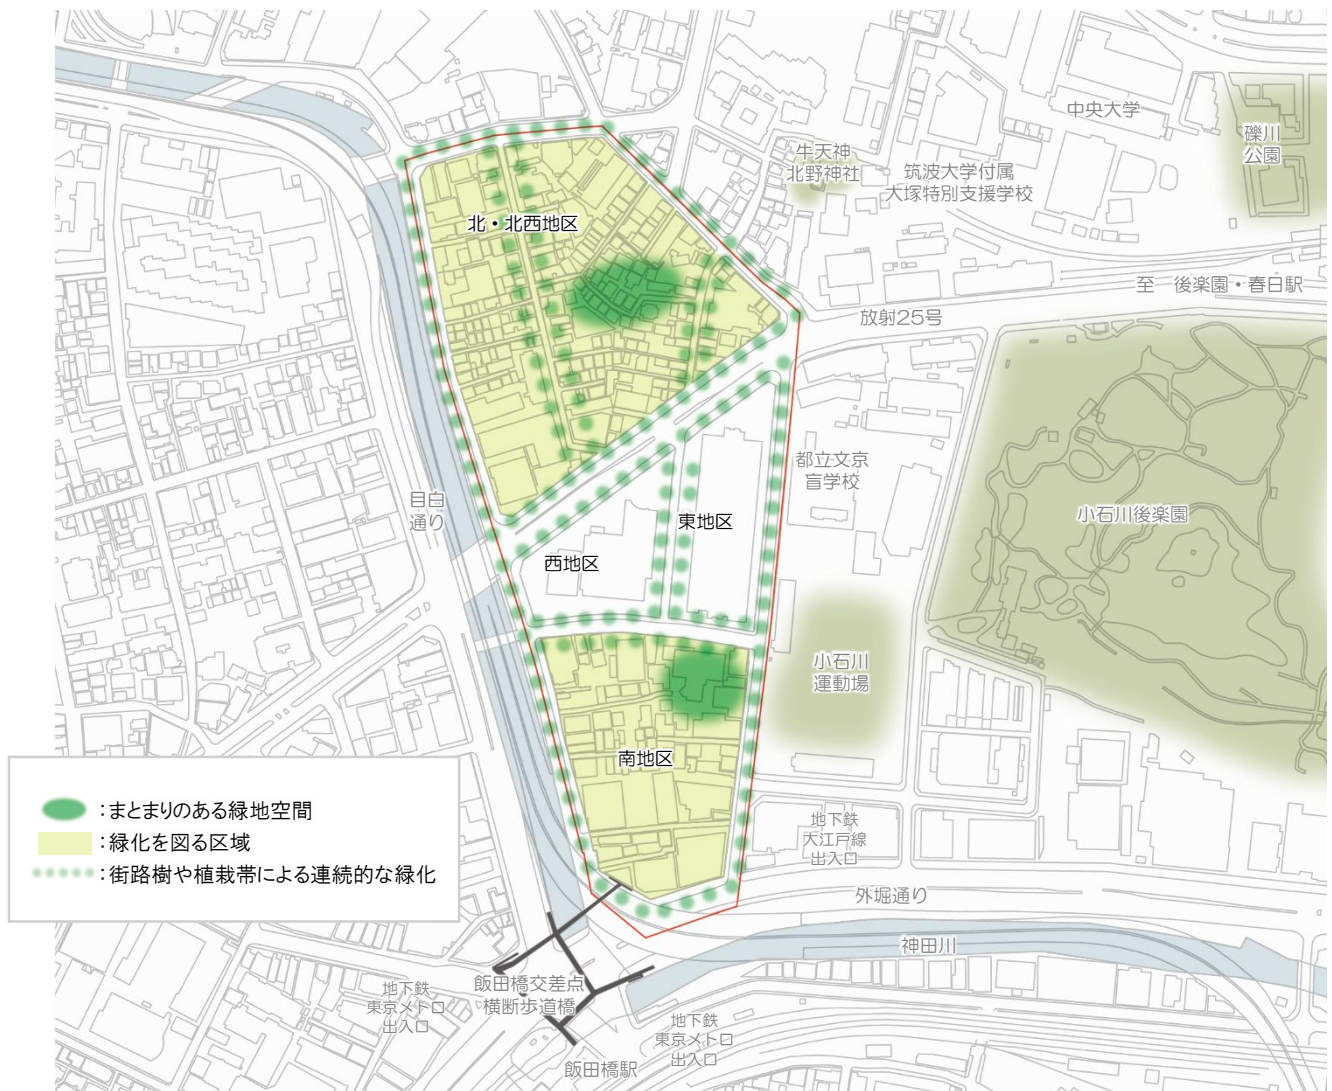 中央大学
礫川
公園
牛天神
北野神社
筑波大学付属
大塚特別支援学校
北・北西地区
至　後楽園・春日駅
放射25号
都立文京
盲学校
目白
通り
小石川後楽園
東地区
西地区
小石川
運動場
南地区
:まとまりのある緑地空間
:緑化を図る区域
:街路樹や植栽帯による連続的な緑化
地下鉄
大江戸線
出入口
外堀通り
神田川
飯田橋交差点
横断歩道橋
地下鉄
東京メトロ
出入口
地下鉄
東京メトロ
出入口
飯田橋駅